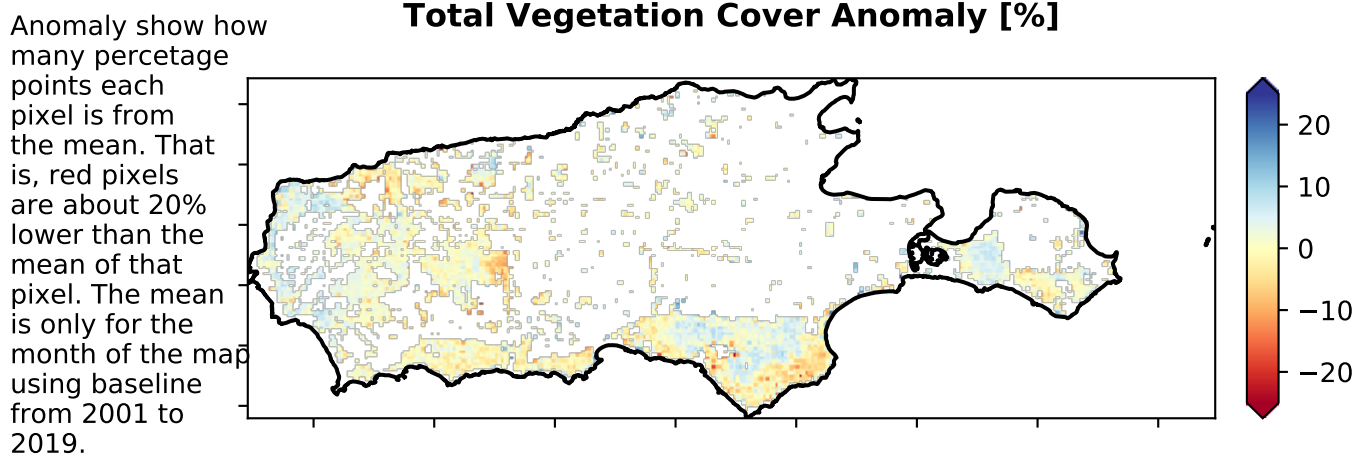 Total Vegetation Cover Anomaly [%]
Anomaly show how
many percetage
points each
pixel is from
the mean. That
is, red pixels
are about 20%
lower than the
mean of that
pixel. The mean
is only for the
month of the map
using baseline
from 2001 to
2019.
20
10
0
−10
−20